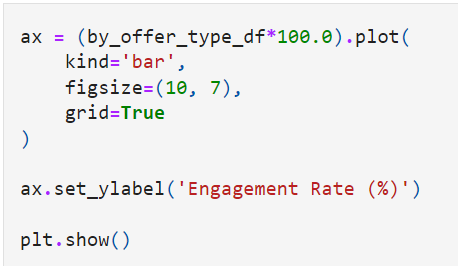 ax = (by_offer_type_df*100.0).plot(
    kind='bar',
    figsize=(10, 7),
    grid=True
)
ax.set_ylabel('Engagement Rate (%)')
plt.show()